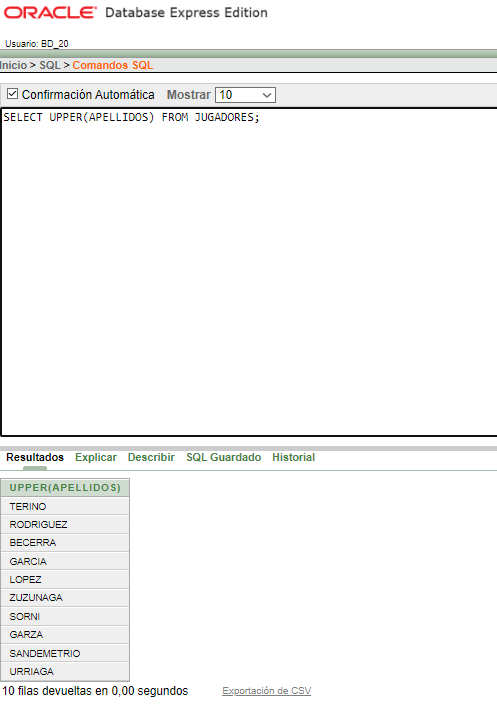 ORACLE® Database Express Edition
Usuario: BD_20
Inicio > SQL > Comandos SQL
Confirmación Automática Mostrar 10
SELECT UPPER(APELLIDOS) FROM JUGADORES;
Resultados Explicar Describir SQL Guardado Historial
UPPER(APELLIDOS)
TERINO
RODRIGUEZ
BECERRA
GARCIA
LOPEZ
ZUZUNAGA
SORNI
GARZA
SANDEMETRIO
URRIAGA
10 filas devueltas en 0,00 segundos Exportación de CSV